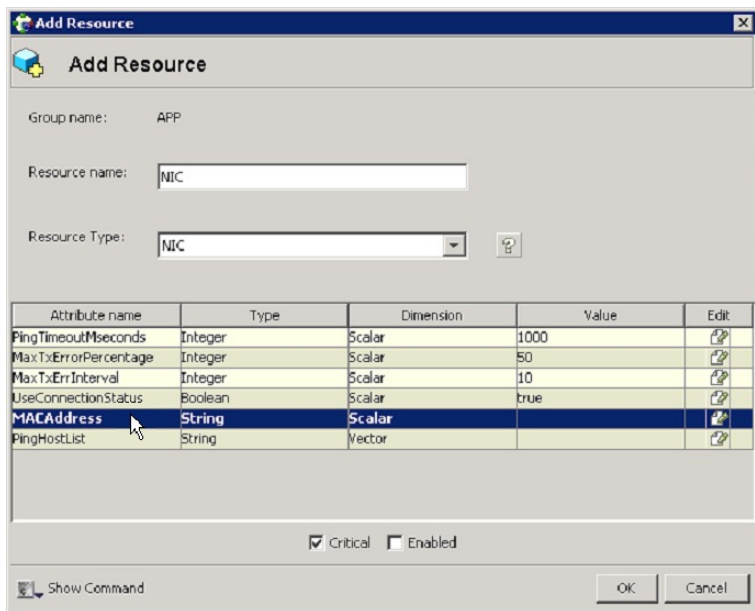 Add Resource
Add Resource
Group name: APP
Resource name: NIC
Resource Type: NIC
Attribute name Type Dimension Value Edit
PingTimeoutMseconds Integer Scalar 1000
MaxTxErrorPercentage Integer Scalar 50
MaxTxErrInterval Integer Scalar 10
UseConnectionStatus Boolean Scalar true
MACAddress String Scalar
PingHostList String Vector
Critical Enabled
Show Command OK Cancel